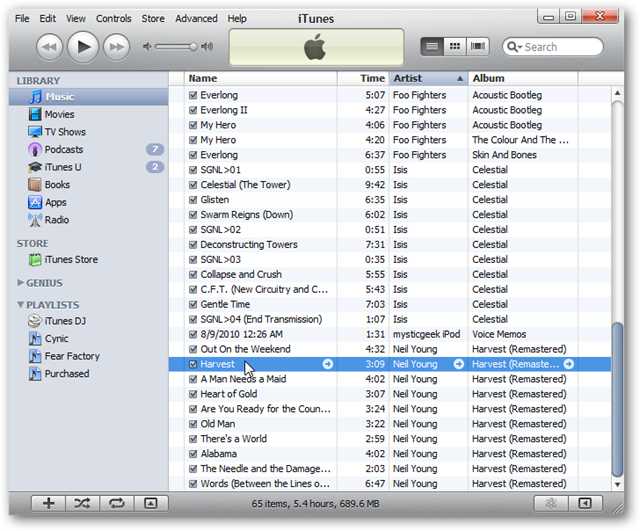 File Edit View Controls Store Advanced Help iTunes
Search
LIBRARY
Music
Movies
TV Shows
Podcasts 7
iTunes U 2
Books
Apps
Radio
STORE
iTunes Store
GENIUS
PLAYLISTS
iTunes DJ
Cynic
Fear Factory
Purchased
Name Time Artist Album
Everlong 5:07 Foo Fighters Acoustic Bootleg
Everlong II 4:27 Foo Fighters Acoustic Bootleg
My Hero 4:06 Foo Fighters Acoustic Bootleg
My Hero 4:20 Foo Fighters The Colour And The ...
Everlong 6:37 Foo Fighters Skin And Bones
SGNL>01 0:55 Isis Celestial
Celestial (The Tower) 9:42 Isis Celestial
Glisten 6:35 Isis Celestial
Swarm Reigns (Down) 6:02 Isis Celestial
SGNL>02 0:51 Isis Celestial
Deconstructing Towers 7:31 Isis Celestial
SGNL>03 0:35 Isis Celestial
Collapse and Crush 5:55 Isis Celestial
C.F.T. (New Circuitry and C... 5:43 Isis Celestial
Gentle Time 7:03 Isis Celestial
SGNL>04 (End Transmission) 1:07 Isis Celestial
8/9/2010 12:26 AM 1:31 mysticgeek iPod Voice Memos
Out On the Weekend 4:32 Neil Young Harvest (Remastered)
Harvest 3:09 Neil Young Harvest (Remaste...
A Man Needs a Maid 4:02 Neil Young Harvest (Remastered)
Heart of Gold 3:07 Neil Young Harvest (Remastered)
Are You Ready for the Coun... 3:24 Neil Young Harvest (Remastered)
Old Man 3:22 Neil Young Harvest (Remastered)
There's a World 2:59 Neil Young Harvest (Remastered)
Alabama 4:02 Neil Young Harvest (Remastered)
The Needle and the Damage... 2:03 Neil Young Harvest (Remastered)
Words (Between the Lines o... 6:47 Neil Young Harvest (Remastered)
65 items, 5.4 hours, 689.6 MB